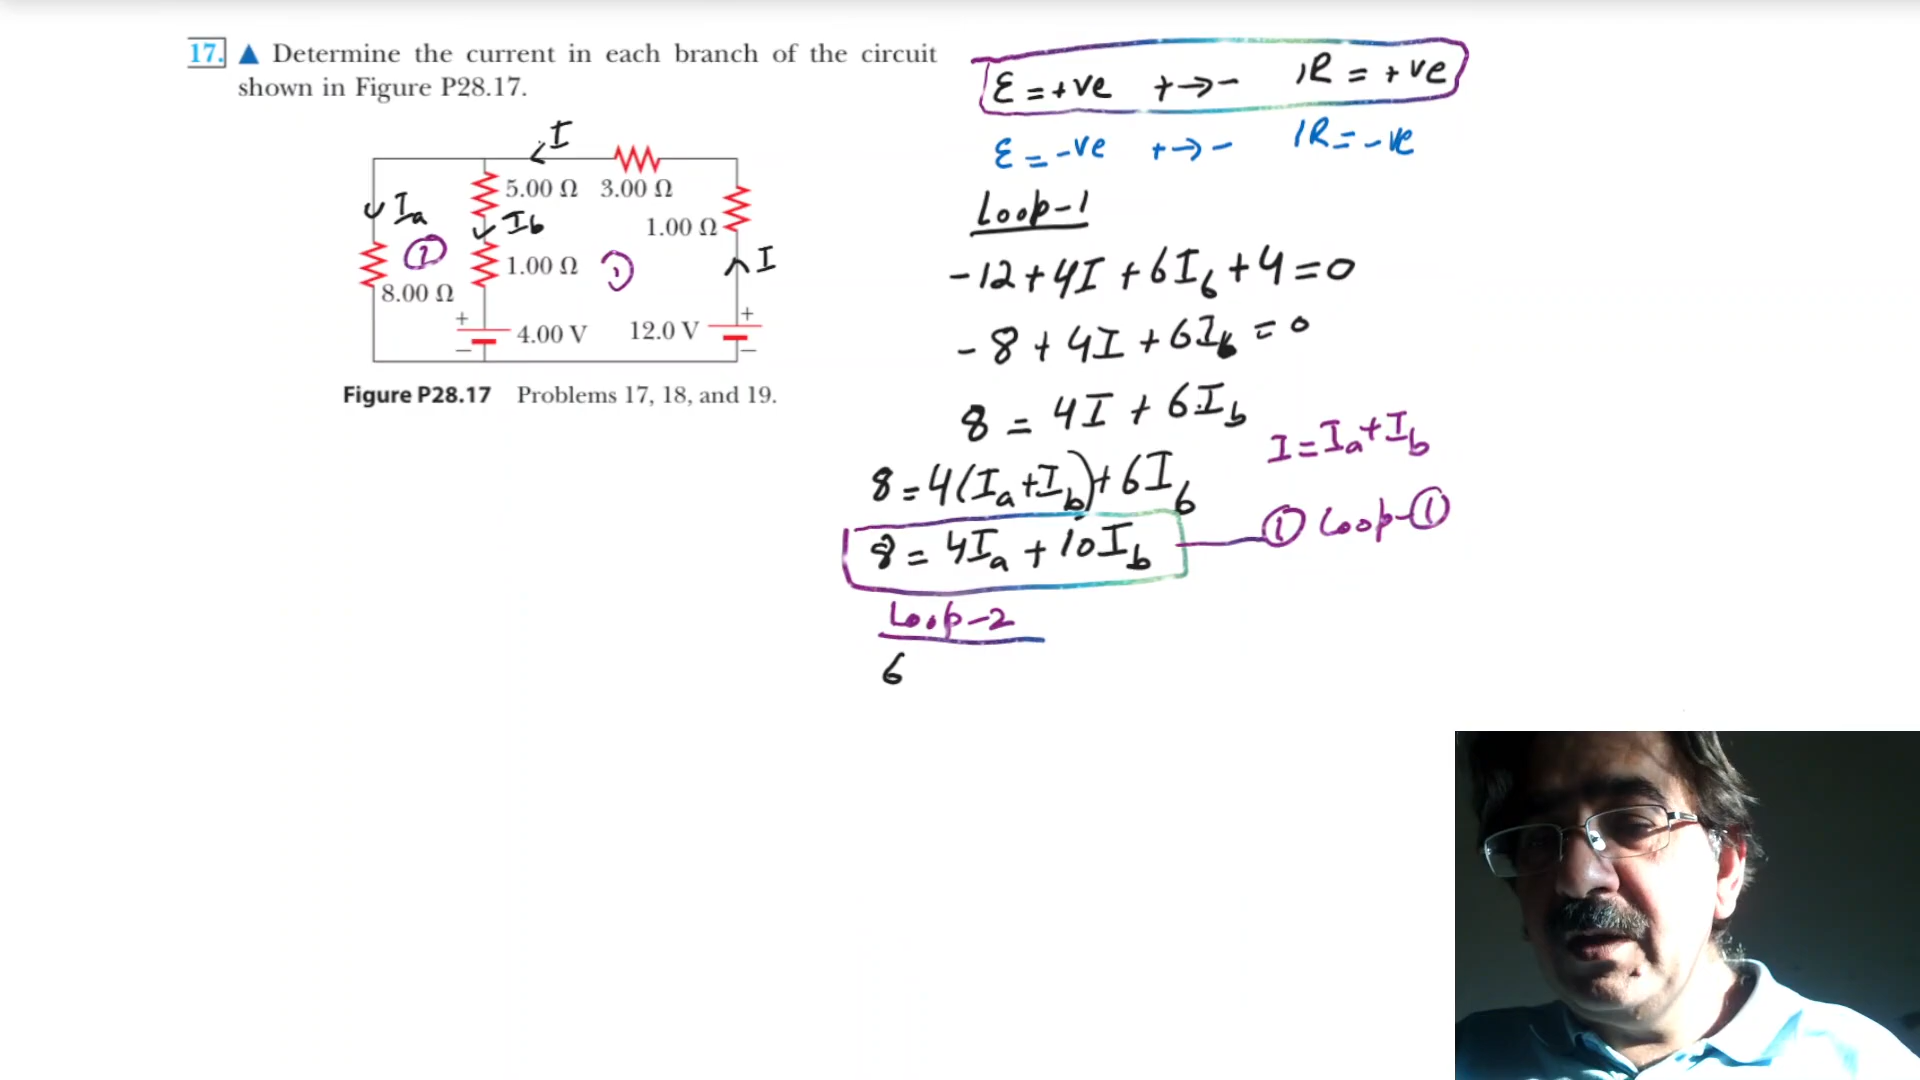 17. ▲ Determine the current in each branch of the circuit
shown in Figure P28.17.
I
5.00 Ω 3.00 Ω
Ia
Ib
1.00 Ω
2
1.00 Ω
1
I
8.00 Ω
+
4.00 V
12.0 V
+
−
−
Figure P28.17 Problems 17, 18, and 19.
ε = +ve + → − IR = +ve
ε = -ve + → − IR = -ve
Loop-1
-12 + 4I + 6Ib + 4 = 0
- 8 + 4I + 6Ib = 0
8 = 4I + 6Ib
I = Ia + Ib
8 = 4(Ia + Ib) + 6Ib
8 = 4Ia + 10Ib ① Loop-①
Loop-2
6